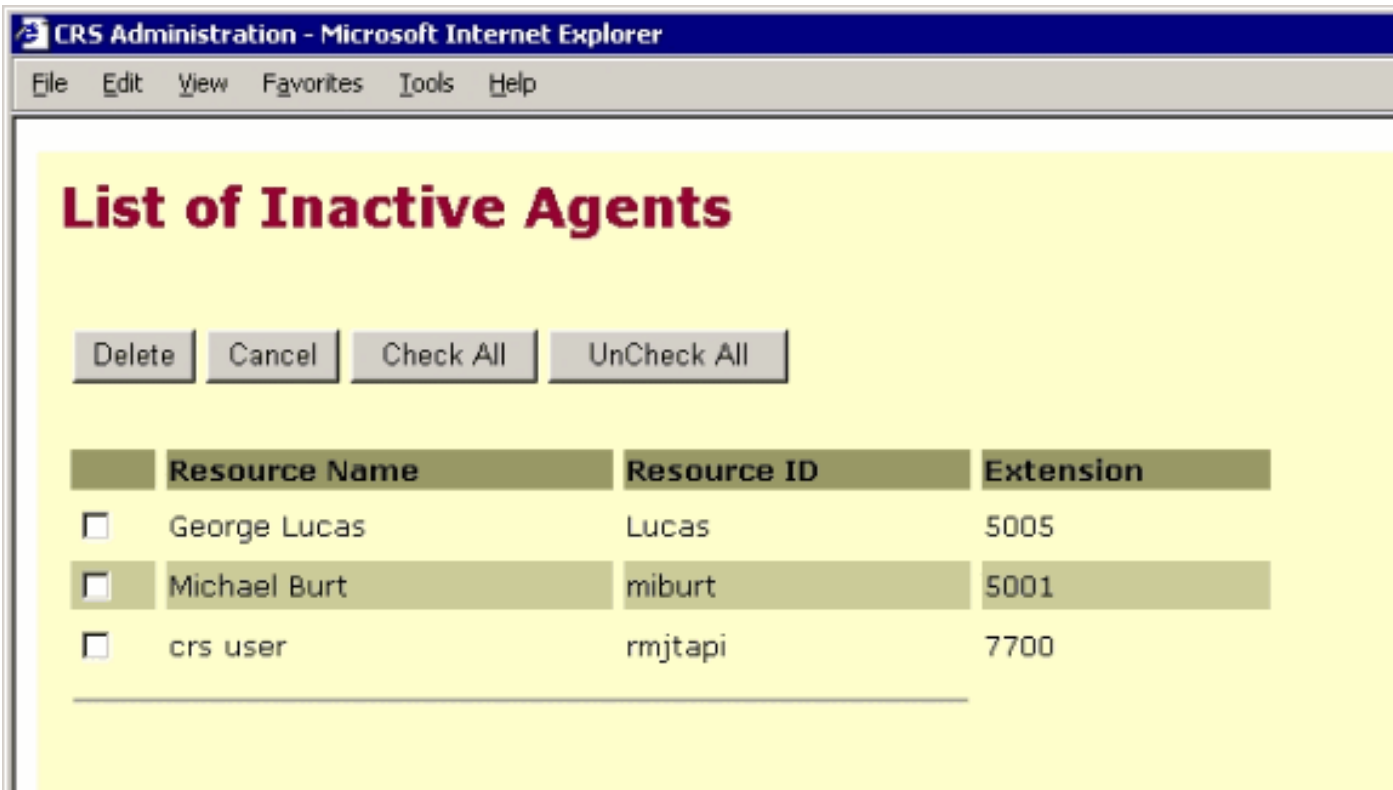 CRS Administration - Microsoft Internet Explorer
File Edit View Favorites Tools Help
List of Inactive Agents
Delete Cancel Check All UnCheck All
Resource Name Resource ID Extension
George Lucas Lucas 5005
Michael Burt miburt 5001
crs user rmjtapi 7700